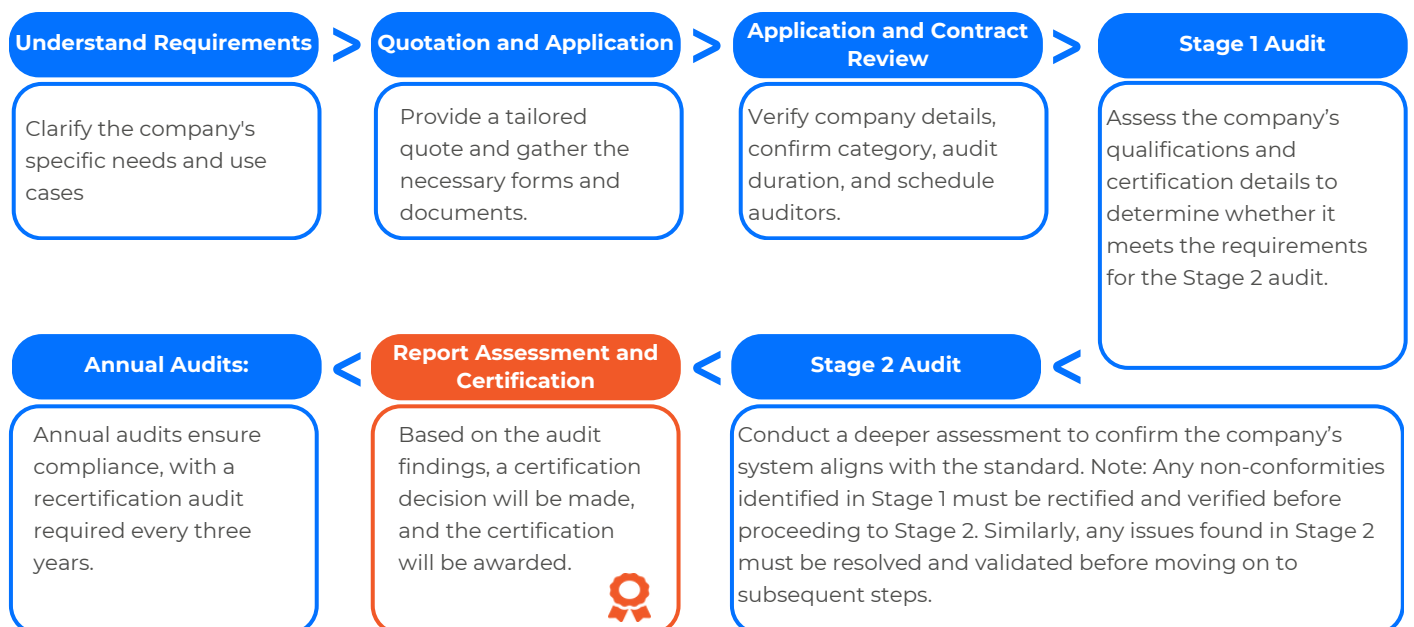 Understand Requirements
>
Quotation and Application
>
Application and Contract
Review
>
Stage 1 Audit
Clarify the company's
specific needs and use
cases
Provide a tailored
quote and gather the
necessary forms and
documents.
Verify company details,
confirm category, audit
duration, and schedule
auditors.
Assess the company’s
qualifications and
certification details to
determine whether it
meets the requirements
for the Stage 2 audit.
<
Stage 2 Audit
<
Report Assessment and
Certification
<
Annual Audits:
Conduct a deeper assessment to confirm the company’s
system aligns with the standard. Note: Any non-conformities
identified in Stage 1 must be rectified and verified before
proceeding to Stage 2. Similarly, any issues found in Stage 2
must be resolved and validated before moving on to
subsequent steps.
Based on the audit
findings, a certification
decision will be made,
and the certification
will be awarded.
Annual audits ensure
compliance, with a
recertification audit
required every three
years.